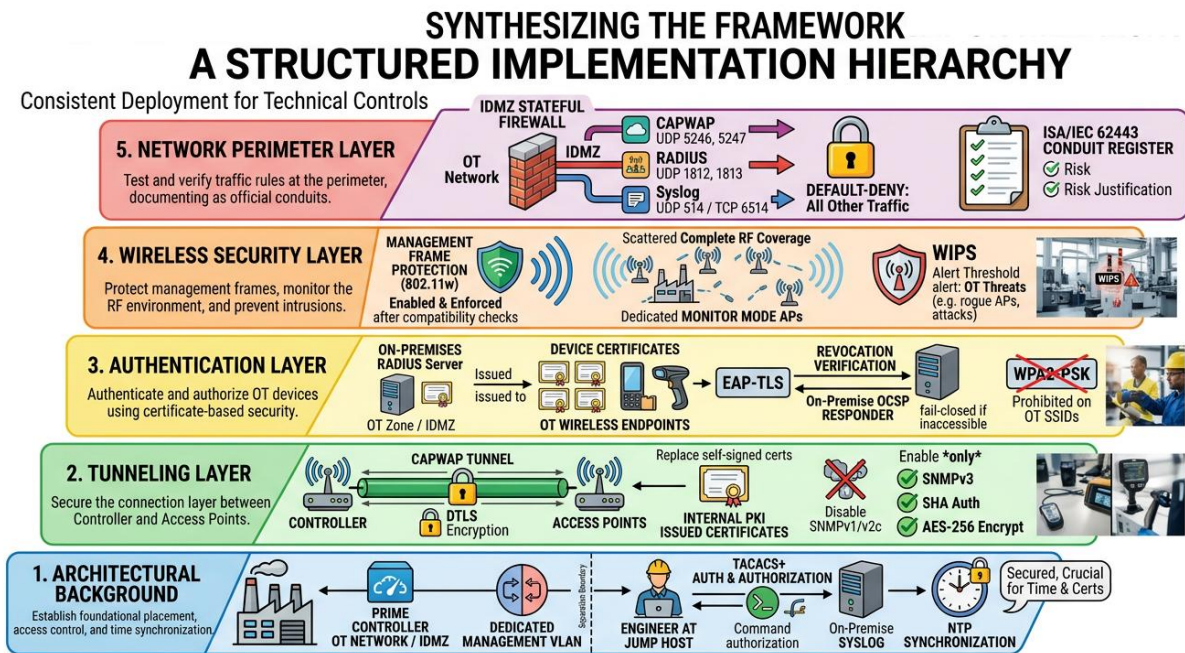 SYNTHESIZING THE FRAMEWORK
A STRUCTURED IMPLEMENTATION HIERARCHY
Consistent Deployment for Technical Controls
5. NETWORK PERIMETER LAYER
Test and verify traffic rules at the perimeter,
documenting as official conduits.
IDMZ STATEFUL
FIREWALL
OT
Network
IDMZ
CAPWAP
UDP 5246, 5247
RADIUS
UDP 1812, 1813
Syslog
UDP 514 / TCP 6514
DEFAULT-DENY:
All Other Traffic
ISA/IEC 62443
CONDUIT REGISTER
Risk
Risk Justification
4. WIRELESS SECURITY LAYER
Protect management frames, monitor the
RF environment, and prevent intrusions.
MANAGEMENT
FRAME
PROTECTION
(802.11w)
Enabled & Enforced
after compatibility checks
Scattered Complete RF Coverage
Dedicated MONITOR MODE APs
WIPS
Alert Threshold
alert: OT Threats
(e.g. rogue APs,
attacks)
WIPS
3. AUTHENTICATION LAYER
Authenticate and authorize OT devices
using certificate-based security.
ON-PREMISES
RADIUS Server
OT Zone / IDMZ
Issued
issued to
DEVICE CERTIFICATES
OT WIRELESS ENDPOINTS
EAP-TLS
REVOCATION
VERIFICATION
On-Premise OCSP
RESPONDER
fail-closed if
inaccessible
WPA2-PSK
Prohibited on
OT SSIDs
2. TUNNELING LAYER
Secure the connection layer between
Controller and Access Points.
CAPWAP TUNNEL
CONTROLLER
DTLS
Encryption
ACCESS POINTS
Replace self-signed certs
INTERNAL PKI
ISSUED CERTIFICATES
Disable
SNMPv1/v2c
Enable *only*
SNMPv3
SHA Auth
AES-256 Encrypt
1. ARCHITECTURAL
BACKGROUND
Establish foundational placement,
access control, and time synchronization.
PRIME
CONTROLLER
OT NETWORK / IDMZ
DEDICATED
MANAGEMENT VLAN
Separation Boundary
ENGINEER AT
JUMP HOST
TACACS+
AUTH & AUTHORIZATION
Command
authorization
On-Premise
SYSLOG
NTP
SYNCHRONIZATION
Secured, Crucial
for Time & Certs